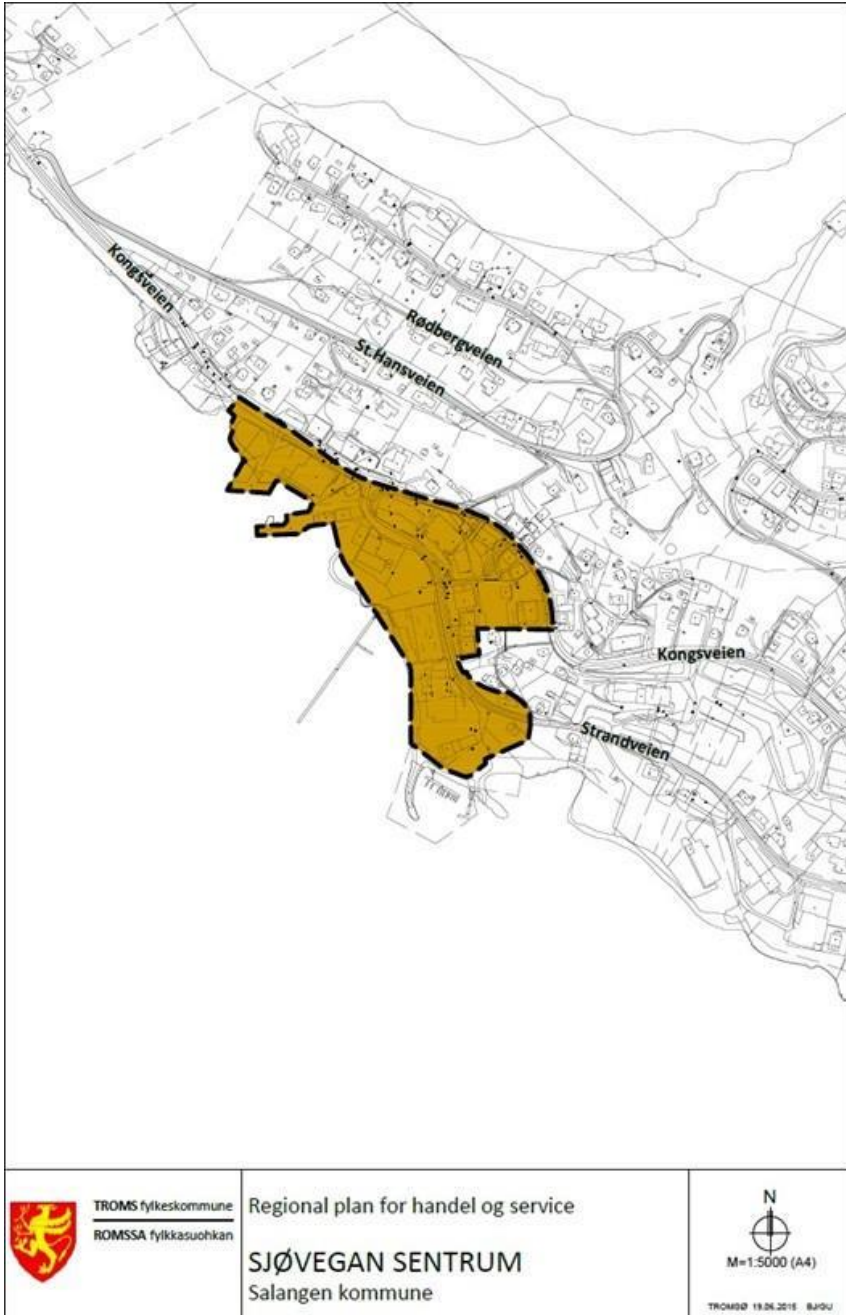 Kongsveien
Rødbergveien
St.Hansveien
Kongsveien
Strandveien
TROMS fylkeskommune
ROMSSA fylkkasuohkan
Regional plan for handel og service
SJØVEGAN SENTRUM
Salangen kommune
N
M=1:5000 (A4)
TROMSØ 19.06.2015 BJIGU